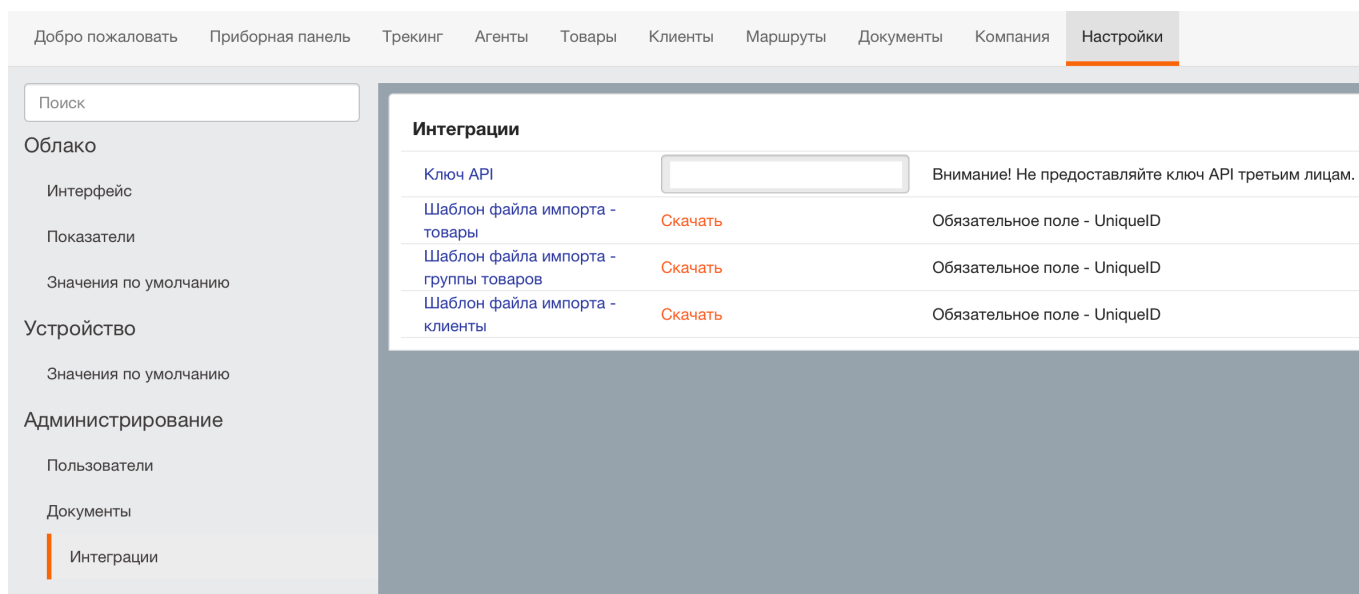 Добро пожаловать Приборная панель Трекинг Агенты Товары Клиенты Маршруты Документы Компания Настройки
Поиск
Облако
Интерфейс
Показатели
Значения по умолчанию
Устройство
Значения по умолчанию
Администрирование
Пользователи
Документы
Интеграции
Интеграции
Ключ API Внимание! Не предоставляйте ключ API третьим лицам.
Шаблон файла импорта -
товары
Скачать Обязательное поле - UniqueID
Шаблон файла импорта -
группы товаров
Скачать Обязательное поле - UniqueID
Шаблон файла импорта -
клиенты
Скачать Обязательное поле - UniqueID